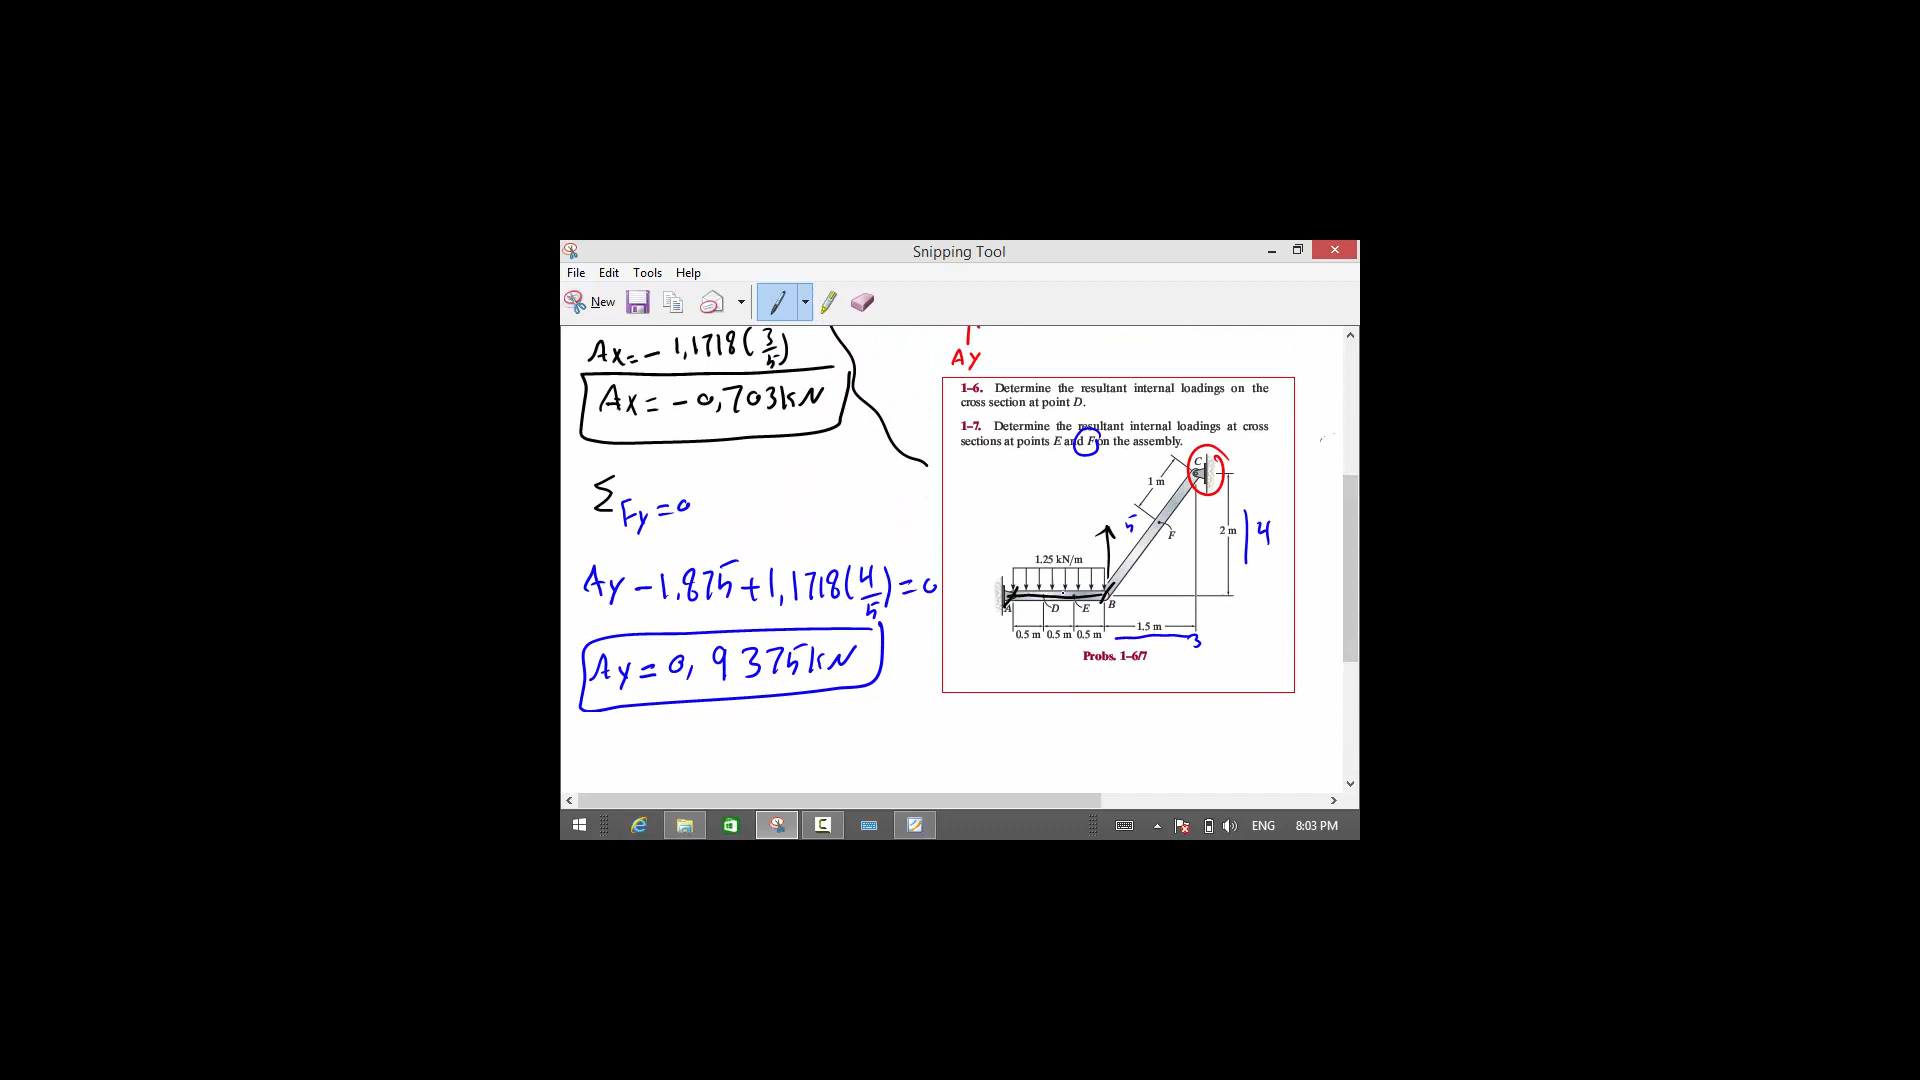 Snipping Tool
File Edit Tools Help
New
Ax = - 1,1718(3/5)
Ax = - 0,703kN
ΣFy = 0
Ay - 1.875 + 1,1718(4/5) = 0
Ay = 0,9375kN
Ay
1–6. Determine the resultant internal loadings on the
cross section at point D.
1–7. Determine the resultant internal loadings at cross
sections at points E and F on the assembly.
C
1 m
5
F
2 m
4
1.25 kN/m
A
D
E
B
0.5 m 0.5 m 0.5 m
1.5 m
3
Probs. 1–6/7
ENG 8:03 PM